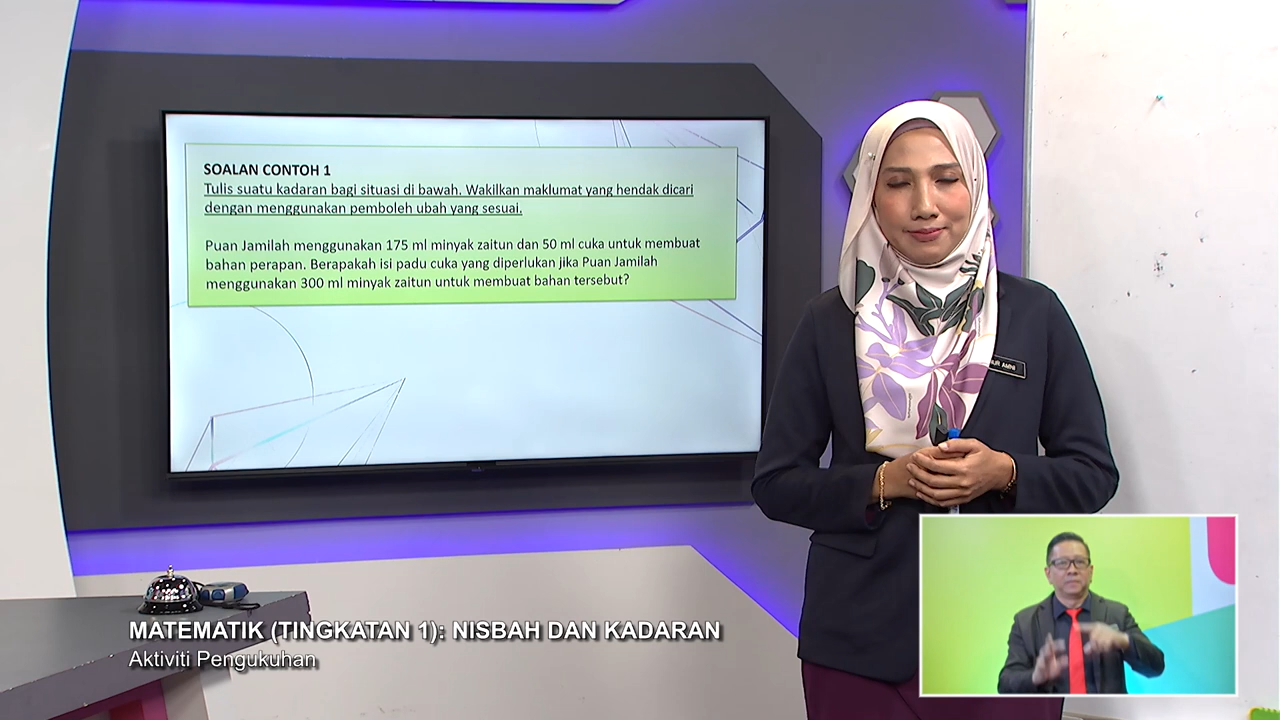 SOALAN CONTOH 1
Tulis suatu kadaran bagi situasi di bawah. Wakilkan maklumat yang hendak dicari
dengan menggunakan pemboleh ubah yang sesuai.
Puan Jamilah menggunakan 175 ml minyak zaitun dan 50 ml cuka untuk membuat
bahan perapan. Berapakah isi padu cuka yang diperlukan jika Puan Jamilah
menggunakan 300 ml minyak zaitun untuk membuat bahan tersebut?
MATEMATIK (TINGKATAN 1): NISBAH DAN KADARAN
Aktiviti Pengukuhan